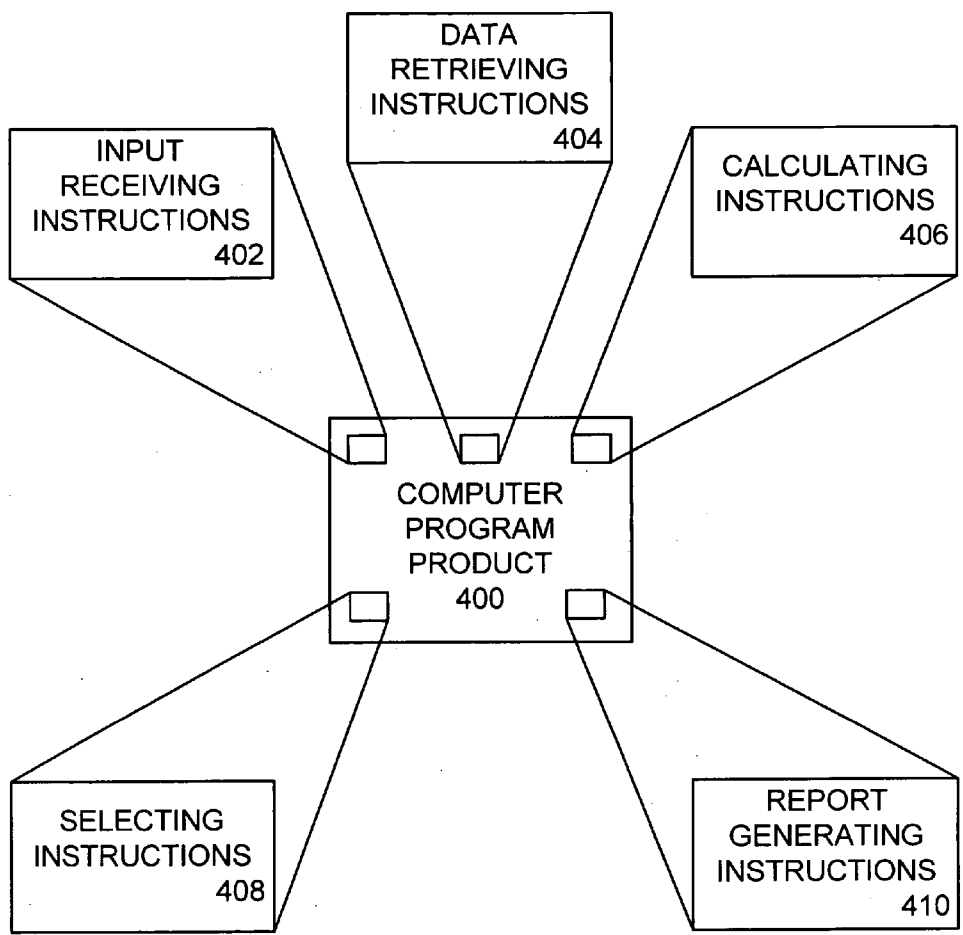 DATA
RETRIEVING
INSTRUCTIONS
404
INPUT
RECEIVING
INSTRUCTIONS
402
CALCULATING
INSTRUCTIONS
406
COMPUTER
PROGRAM
PRODUCT
400
SELECTING
INSTRUCTIONS
408
REPORT
GENERATING
INSTRUCTIONS
410